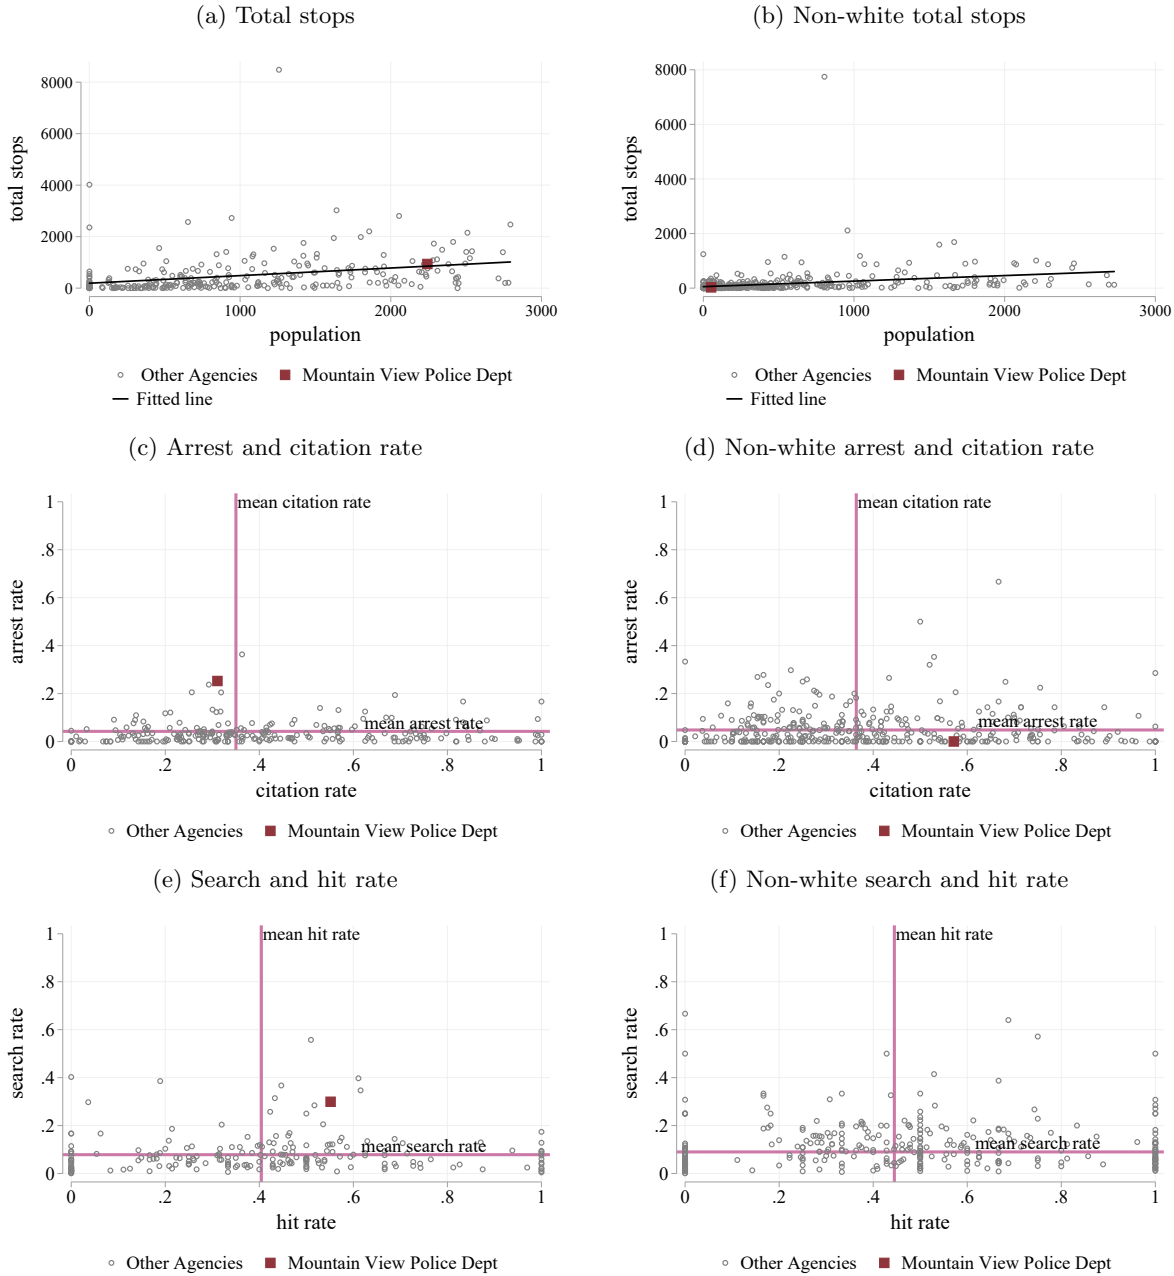 (a) Total stops
(b) Non-white total stops
total stops
8000
6000
4000
2000
0
0 1000 2000 3000
population
Other Agencies Mountain View Police Dept
Fitted line
total stops
8000
6000
4000
2000
0
0 1000 2000 3000
population
Other Agencies Mountain View Police Dept
Fitted line
(c) Arrest and citation rate
(d) Non-white arrest and citation rate
arrest rate
1
.8
.6
.4
.2
0
mean citation rate
mean arrest rate
0 .2 .4 .6 .8 1
citation rate
Other Agencies Mountain View Police Dept
arrest rate
1
.8
.6
.4
.2
0
mean citation rate
mean arrest rate
0 .2 .4 .6 .8 1
citation rate
Other Agencies Mountain View Police Dept
(e) Search and hit rate
(f) Non-white search and hit rate
search rate
1
.8
.6
.4
.2
0
mean hit rate
mean search rate
0 .2 .4 .6 .8 1
hit rate
Other Agencies Mountain View Police Dept
search rate
1
.8
.6
.4
.2
0
mean hit rate
mean search rate
0 .2 .4 .6 .8 1
hit rate
Other Agencies Mountain View Police Dept